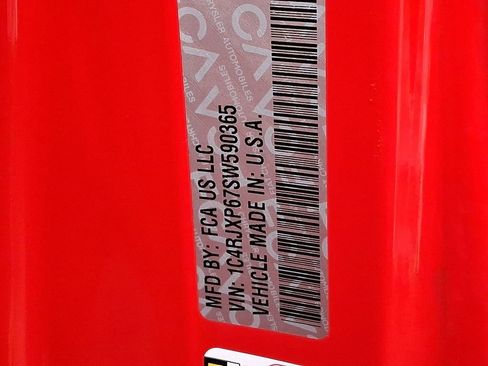 MFD BY: FCA US LLC
VIN: 1C4RJXP67SW590365
VEHICLE MADE IN: U.S.A.